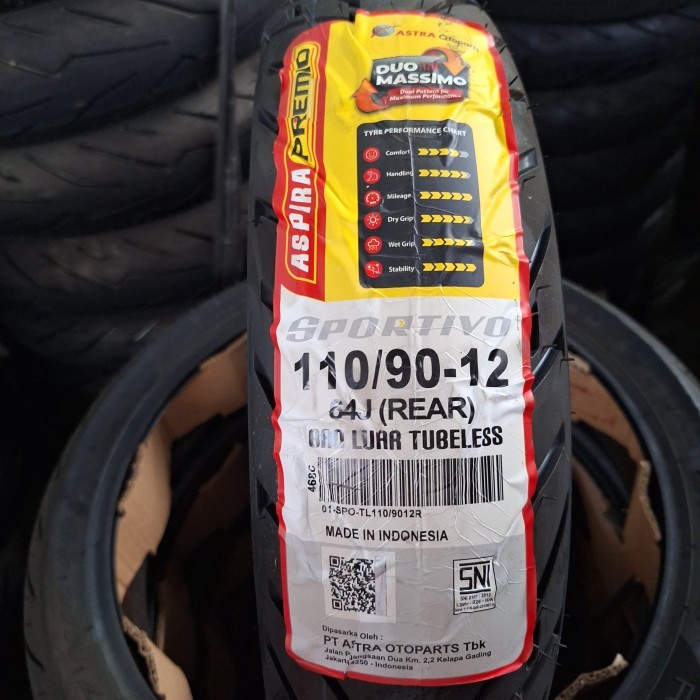 ASTRA Otoparts
DUO MASSIMO
Dual Pattern for
Maximum Performance
ASPIRA PREMIO
TYRE PERFORMANCE CHART
Comfort
Handling
Mileage
Dry Grip
Wet Grip
Stability
SPORTIVO
110/90-12
64J (REAR)
BAN LUAR TUBELESS
468C
01-SPO-TL110/9012R
MADE IN INDONESIA
SNI
Dipasarkan Oleh :
PT ASTRA OTOPARTS Tbk
Jalan Pegangsaan Dua Km. 2,2 Kelapa Gading
Jakarta 14250 - Indonesia